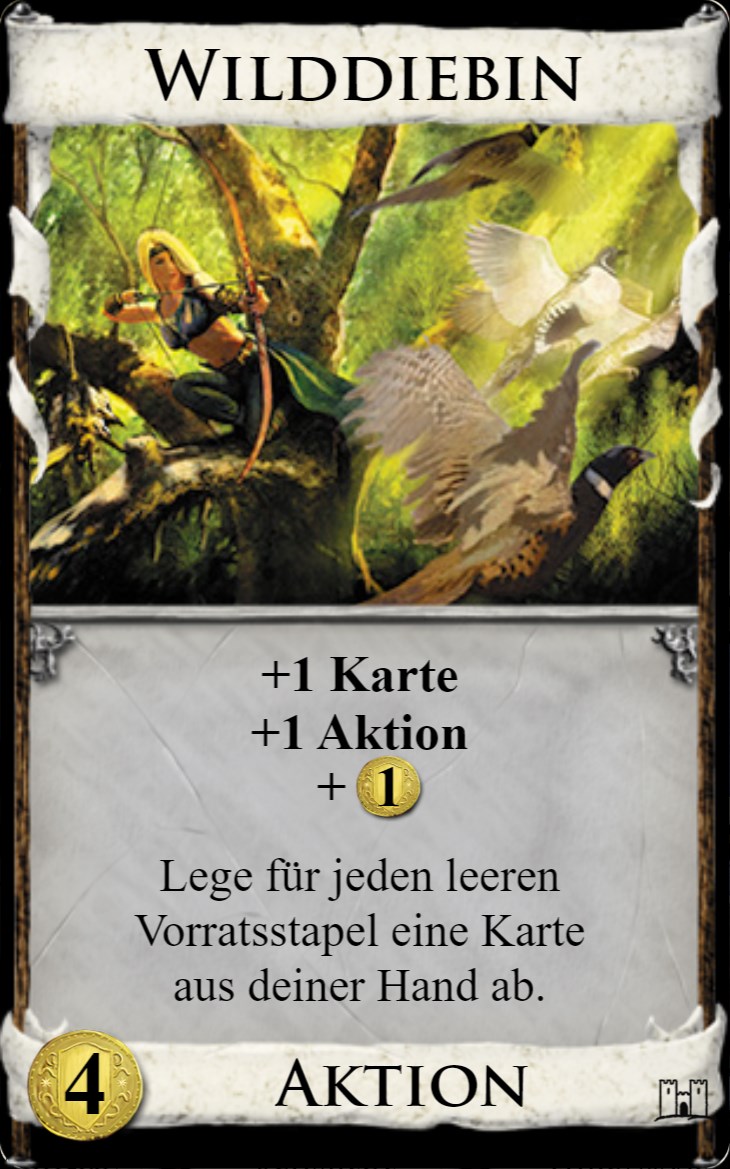 Wilddiebin
+1 Karte
+1 Aktion
+ 1
Lege für jeden leeren
Vorratsstapel eine Karte
aus deiner Hand ab.
4
Aktion